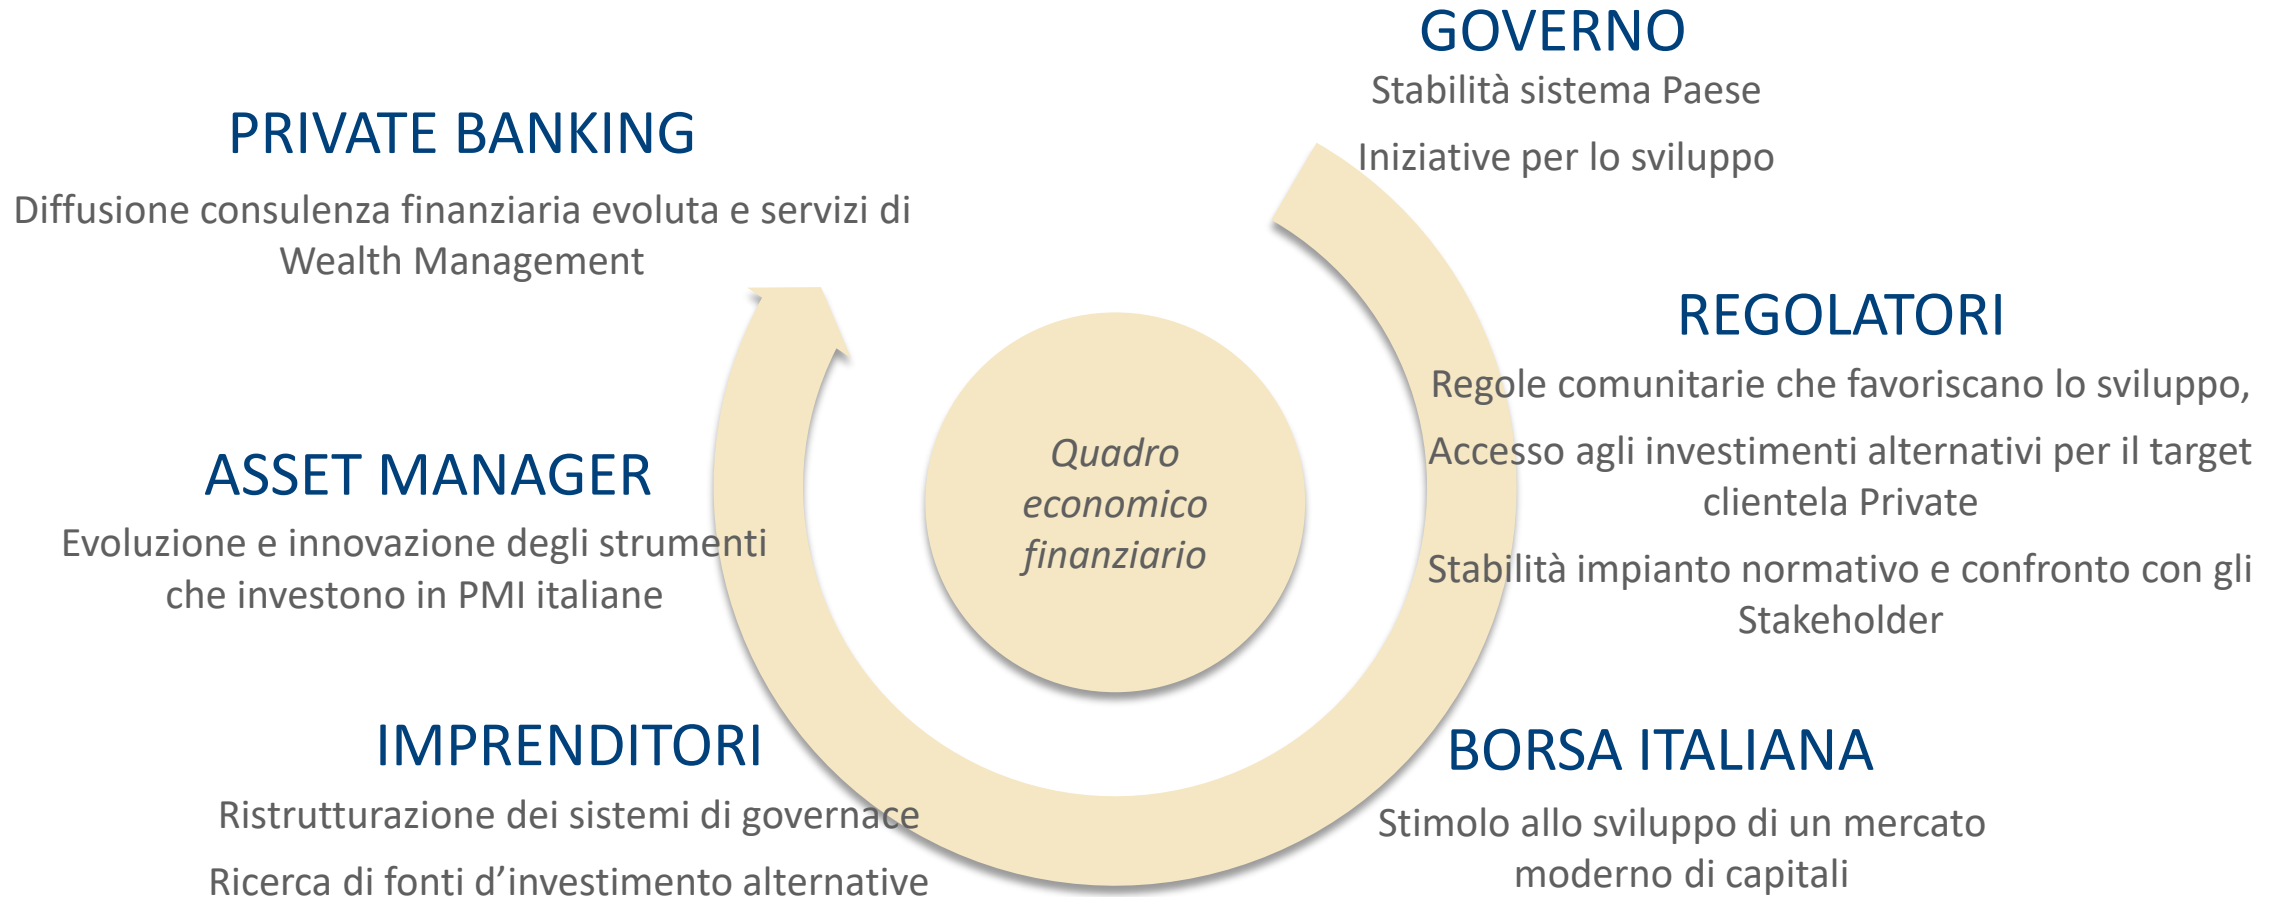 GOVERNO
Stabilità sistema Paese
Iniziative per lo sviluppo
PRIVATE BANKING
Diffusione consulenza finanziaria evoluta e servizi di
Wealth Management
REGOLATORI
Regole comunitarie che favoriscano lo sviluppo,
Accesso agli investimenti alternativi per il target
clientela Private
Stabilità impianto normativo e confronto con gli
Stakeholder
Quadro
economico
finanziario
ASSET MANAGER
Evoluzione e innovazione degli strumenti
che investono in PMI italiane
IMPRENDITORI
Ristrutturazione dei sistemi di governace
Ricerca di fonti d’investimento alternative
BORSA ITALIANA
Stimolo allo sviluppo di un mercato
moderno di capitali